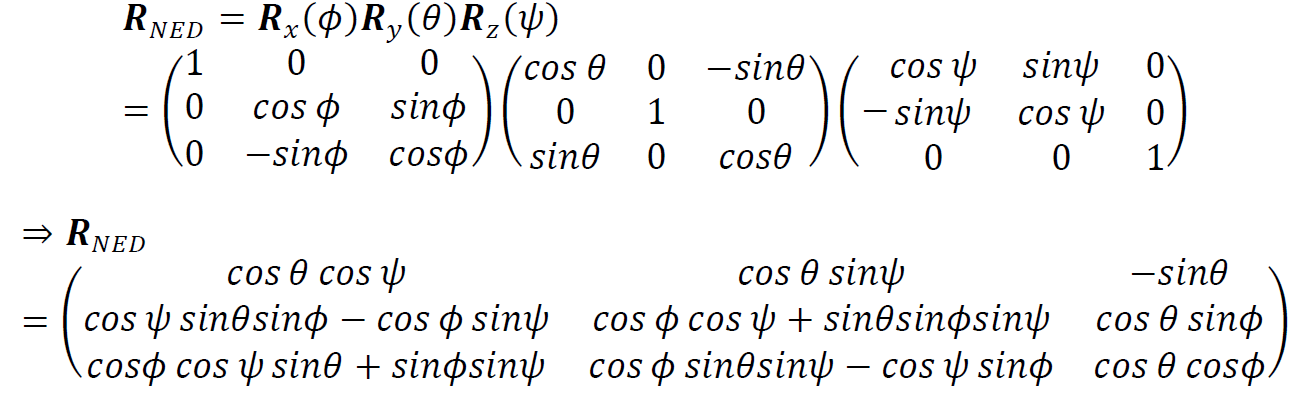 R_NED = R_x(ϕ)R_y(θ)R_z(ψ)
= (1 0 0; 0 cos ϕ sinϕ; 0 −sinϕ cosϕ) (cos θ 0 −sinθ; 0 1 0; sinθ 0 cosθ) (cos ψ sinψ 0; −sinψ cos ψ 0; 0 0 1)
⇒ R_NED
= (cos θ cos ψ cos θ sinψ −sinθ;
cos ψ sinθsinϕ − cos ϕ sinψ cos ϕ cos ψ + sinθsinϕsinψ cos θ sinϕ;
cosϕ cos ψ sinθ + sinϕsinψ cos ϕ sinθsinψ − cos ψ sinϕ cos θ cosϕ)